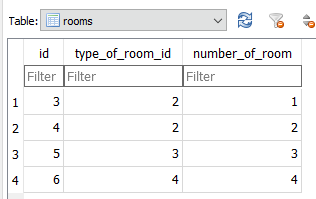 Table: rooms
id type_of_room_id number_of_room
Filter Filter Filter
1 3 2 1
2 4 2 2
3 5 3 3
4 6 4 4